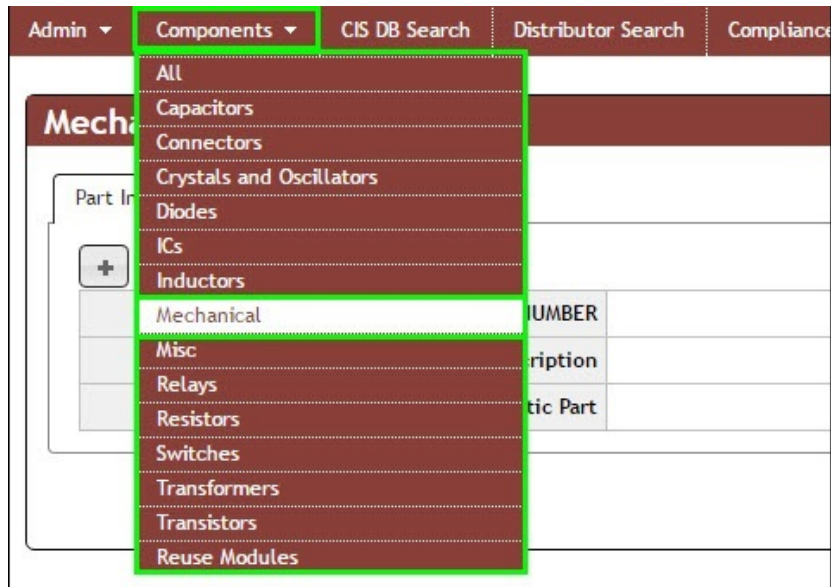 Admin Components CIS DB Search Distributor Search Compliance
All
Capacitors
Connectors
Crystals and Oscillators
Diodes
ICs
Inductors
Mechanical
Misc
Relays
Resistors
Switches
Transformers
Transistors
Reuse Modules
Mecha
Part In
+
NUMBER
ription
tic Part